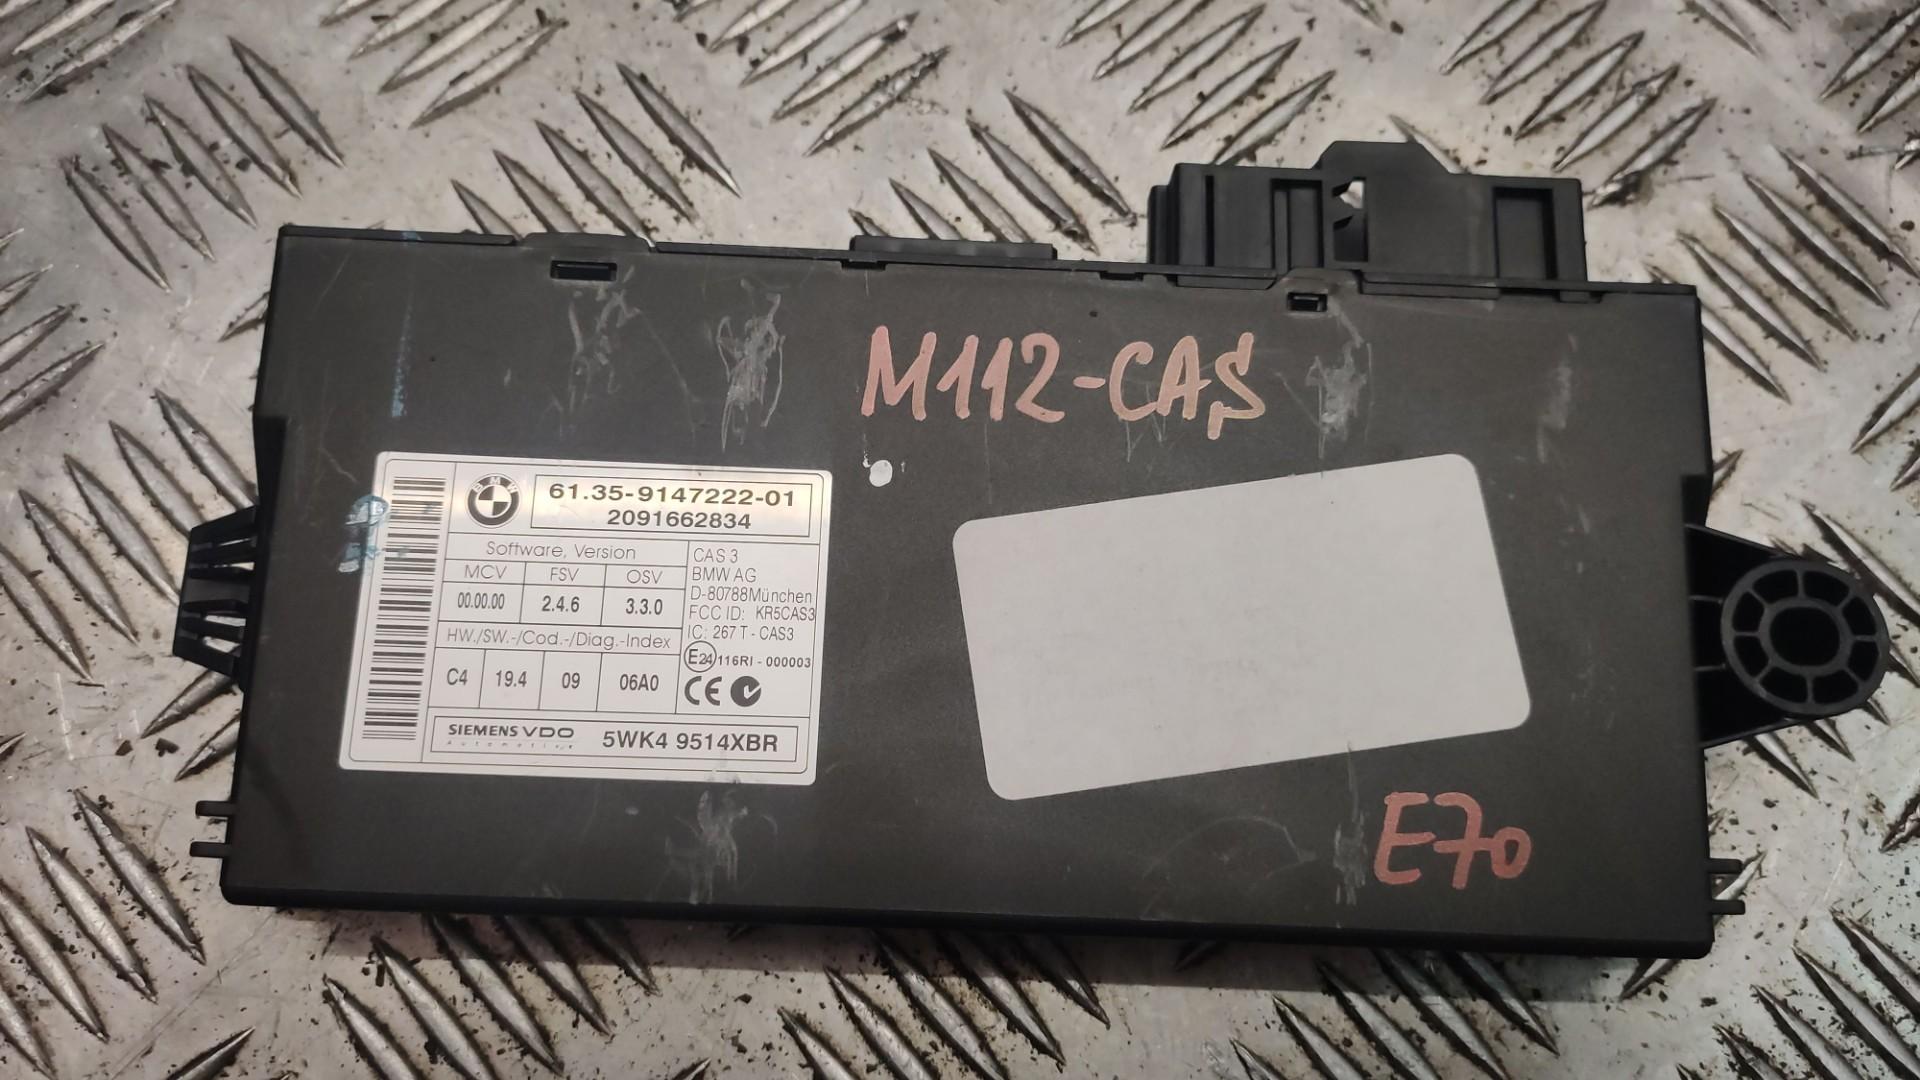 M112-CAS
BMW
61.35-9147222-01
2091662834
Software, Version
MCV FSV OSV
00.00.00 2.4.6 3.3.0
HW./SW.-/Cod.-/Diag.-Index
C4 19.4 09 06A0
CAS 3
BMW AG
D-80788München
FCC ID: KR5CAS3
IC: 267 T - CAS3
E24 116RI - 000003
CE
SIEMENS VDO
Automotive
5WK4 9514XBR
E70